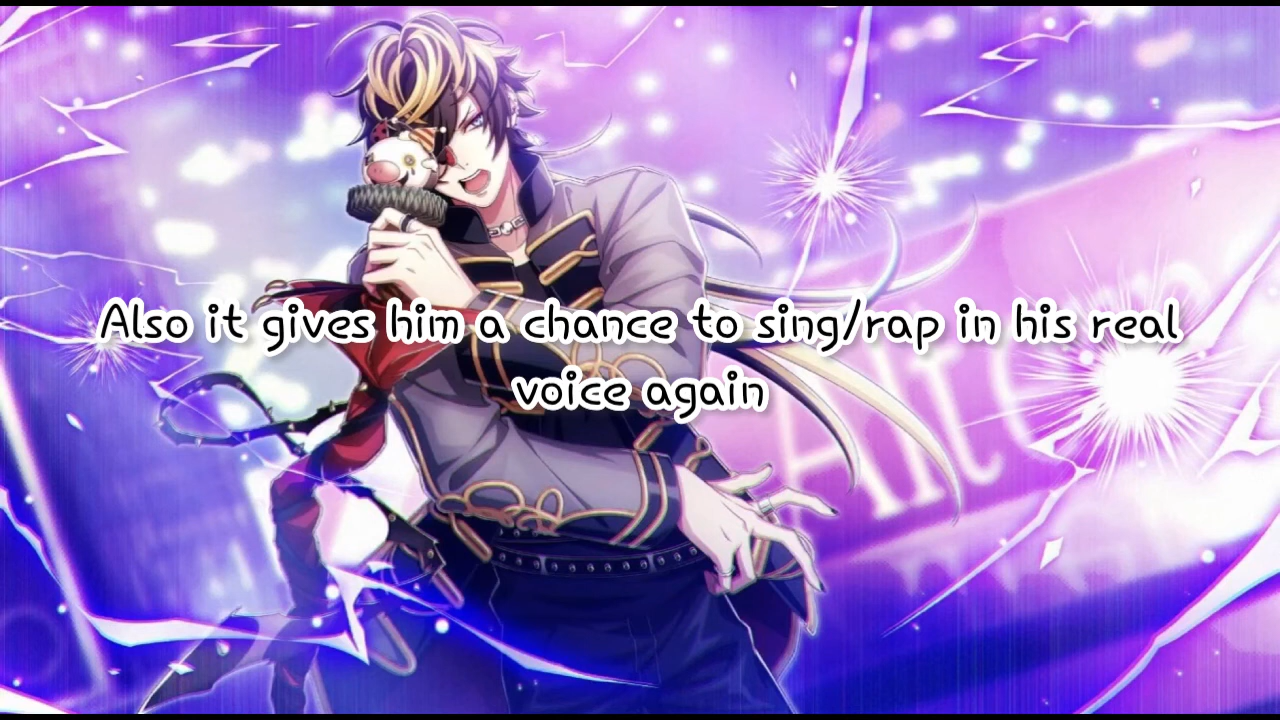 Also it gives him a chance to sing/rap in his real
voice again